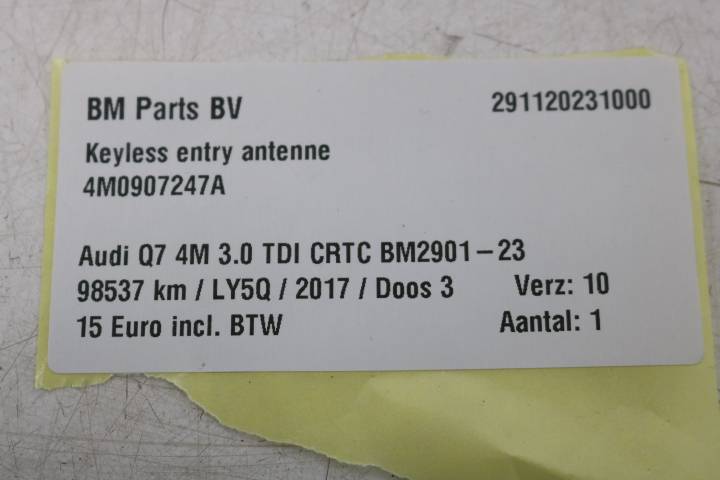 BM Parts BV 291120231000
Keyless entry antenne
4M0907247A
Audi Q7 4M 3.0 TDI CRTC BM2901-23
98537 km / LY5Q / 2017 / Doos 3 Verz: 10
15 Euro incl. BTW Aantal: 1